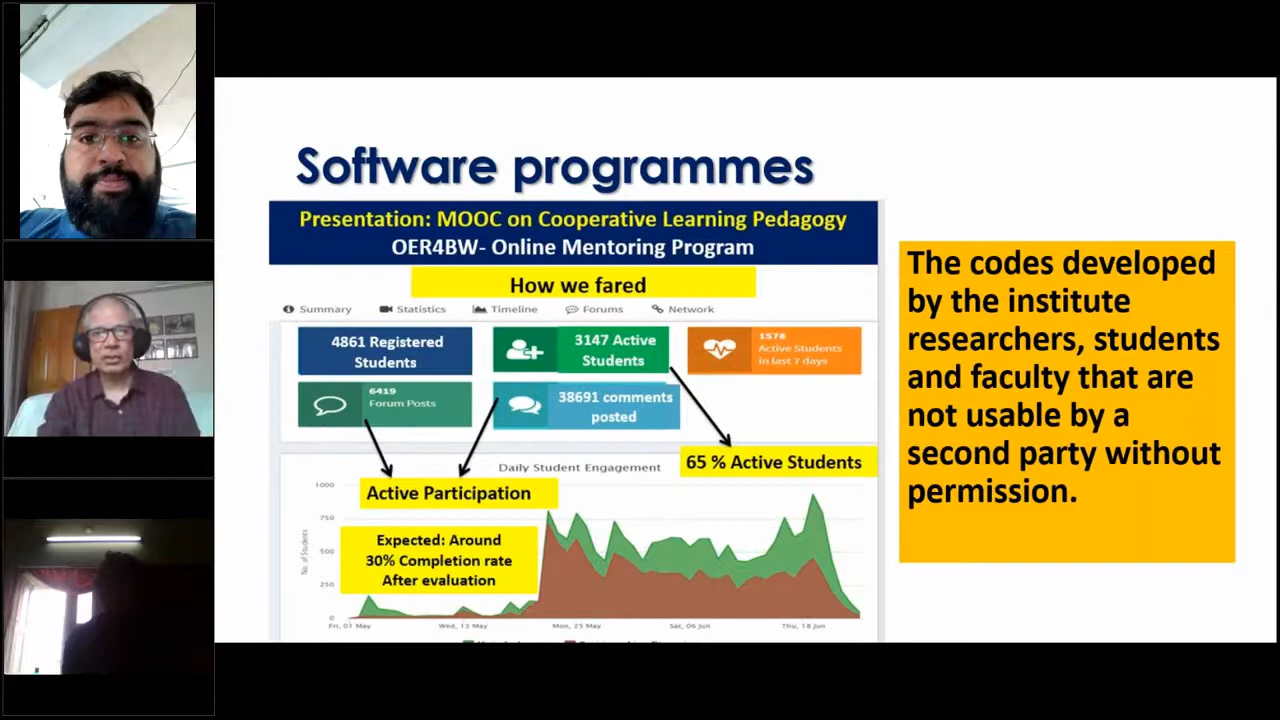 Software programmes
Presentation: MOOC on Cooperative Learning Pedagogy
OER4BW- Online Mentoring Program
How we fared
Summary Statistics Timeline Forums Network
4861 Registered
Students
3147 Active
Students
1578
Active Students
in last 7 days
6419
Forum Posts
38691 comments
posted
65 % Active Students
Daily Student Engagement
Active Participation
Expected: Around
30% Completion rate
After evaluation
No. of Students
1000
750
500
250
0
Fri, 01 May Wed, 13 May Mon, 25 May Sat, 06 Jun Thu, 18 Jun
The codes developed
by the institute
researchers, students
and faculty that are
not usable by a
second party without
permission.